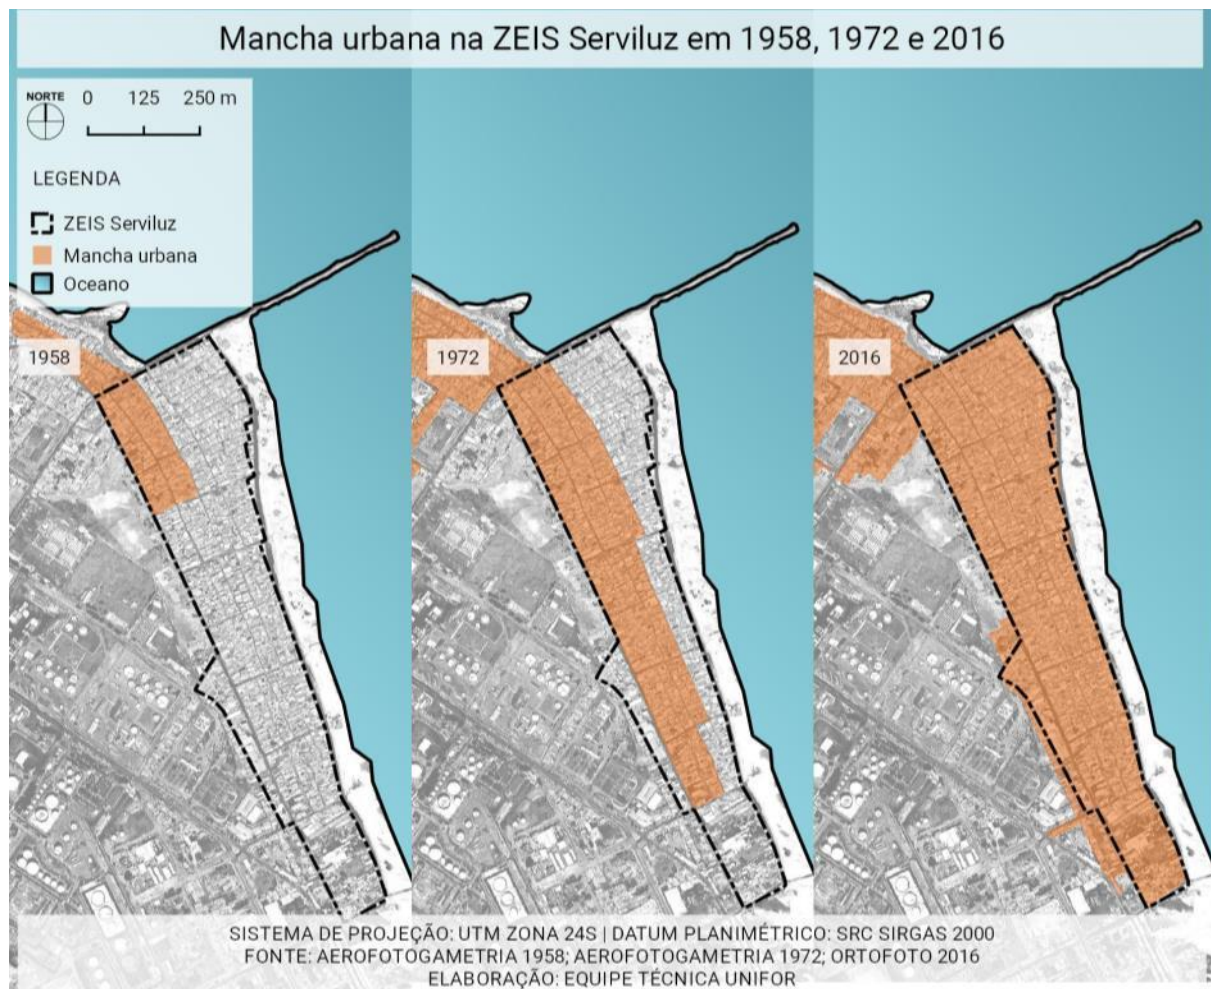 Mancha urbana na ZEIS Serviluz em 1958, 1972 e 2016
NORTE 0 125 250 m
LEGENDA
ZEIS Serviluz
Mancha urbana
Oceano
1958
1972
2016
SISTEMA DE PROJEÇÃO: UTM ZONA 24S | DATUM PLANIMÉTRICO: SRC SIRGAS 2000
FONTE: AEROFOTOGAMETRIA 1958; AEROFOTOGAMETRIA 1972; ORTOFOTO 2016
ELABORAÇÃO: EQUIPE TÉCNICA UNIFOR